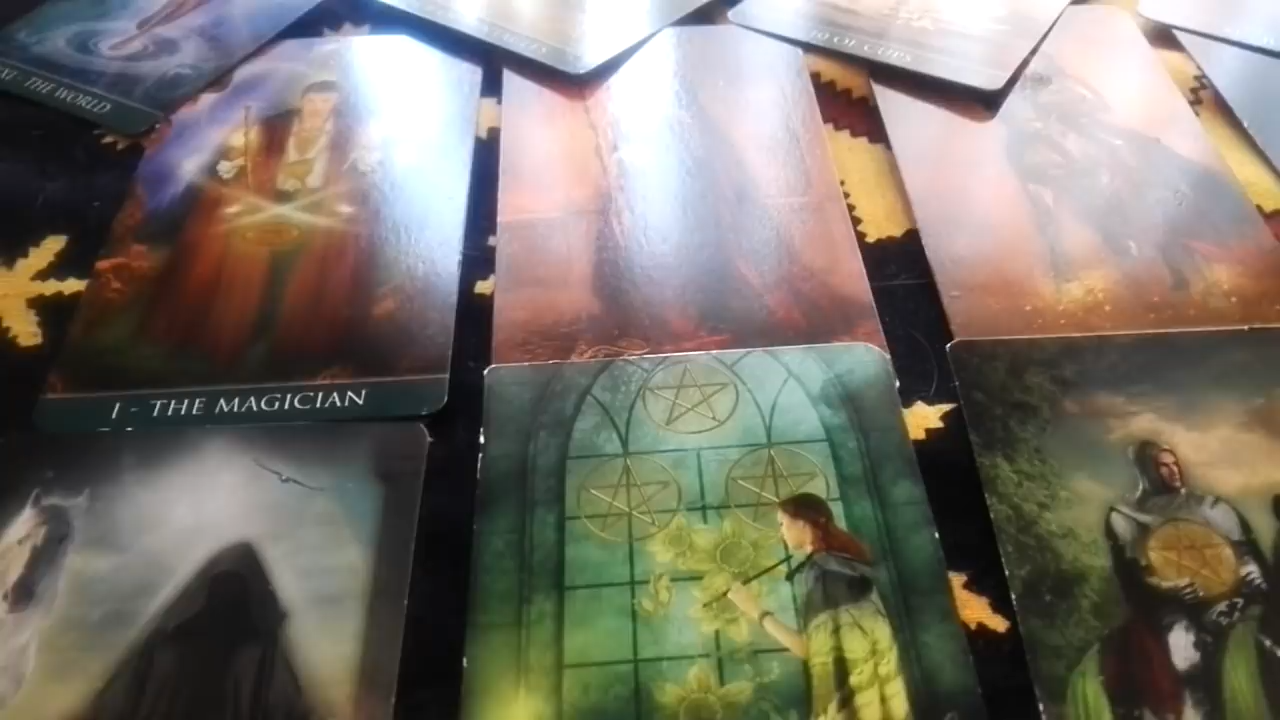 XXI - THE WORLD
10 OF CUPS
I - THE MAGICIAN